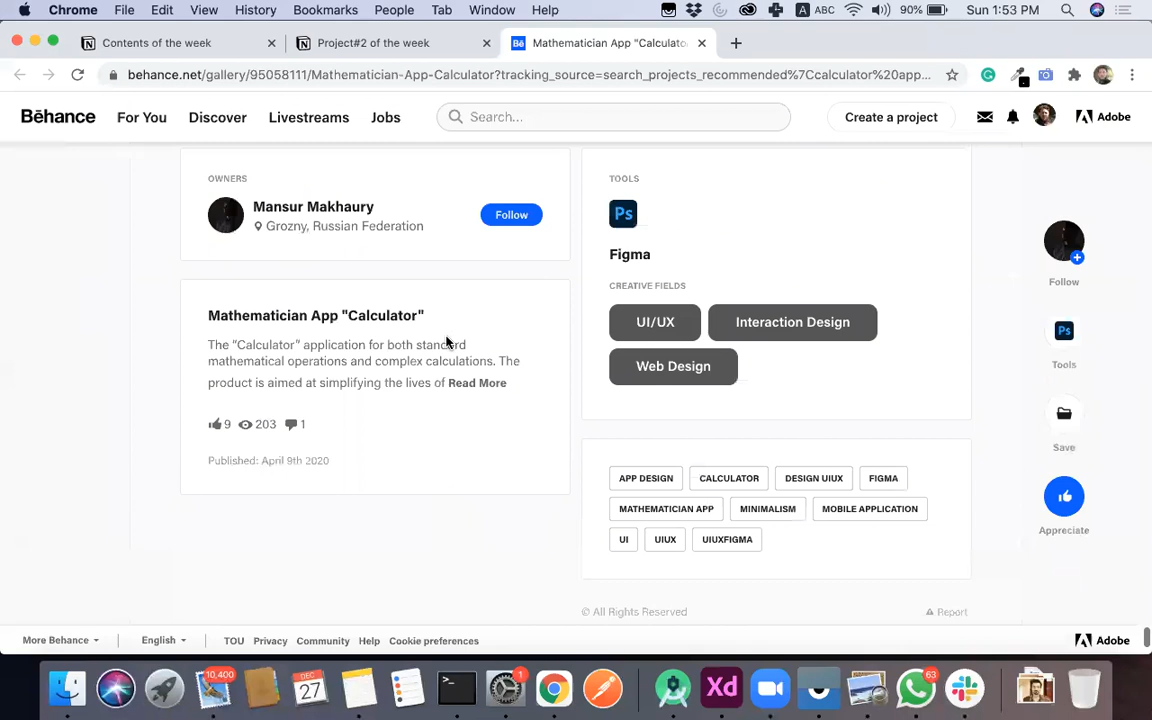 Chrome File Edit View History Bookmarks People Tab Window Help A ABC 90% Sun 1:53 PM
Contents of the week Project#2 of the week Bē Mathematician App "Calculato
behance.net/gallery/95058111/Mathematician-App-Calculator?tracking_source=search_projects_recommended%7Ccalculator%20app...
Bēhance For You Discover Livestreams Jobs Search... Create a project Adobe
OWNERS
Mansur Makhaury
Grozny, Russian Federation
Follow
Mathematician App "Calculator"
The "Calculator" application for both standard
mathematical operations and complex calculations. The
product is aimed at simplifying the lives of Read More
9 203 1
Published: April 9th 2020
TOOLS
Ps
Figma
CREATIVE FIELDS
UI/UX Interaction Design
Web Design
APP DESIGN CALCULATOR DESIGN UIUX FIGMA
MATHEMATICIAN APP MINIMALISM MOBILE APPLICATION
UI UIUX UIUXFIGMA
© All Rights Reserved Report
Follow
Ps
Tools
Save
Appreciate
More Behance English TOU Privacy Community Help Cookie preferences Adobe
10,400 DEC 27 1 Xd 63